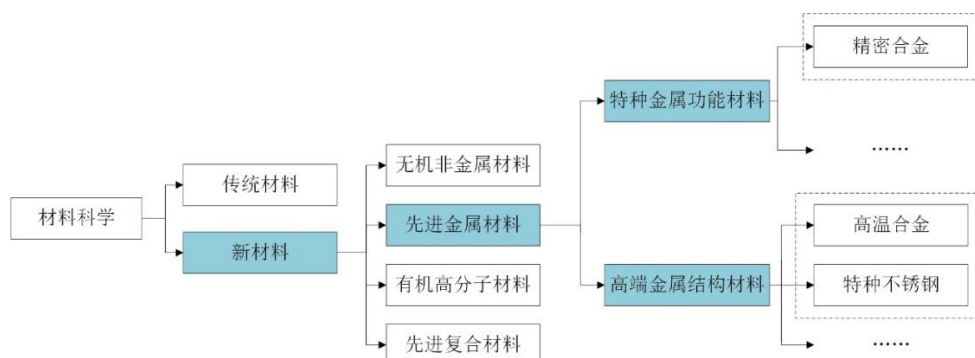 精密合金
特种金属功能材料
……
无机非金属材料
传统材料
材料科学
先进金属材料
高温合金
新材料
有机高分子材料
高端金属结构材料
特种不锈钢
先进复合材料
……